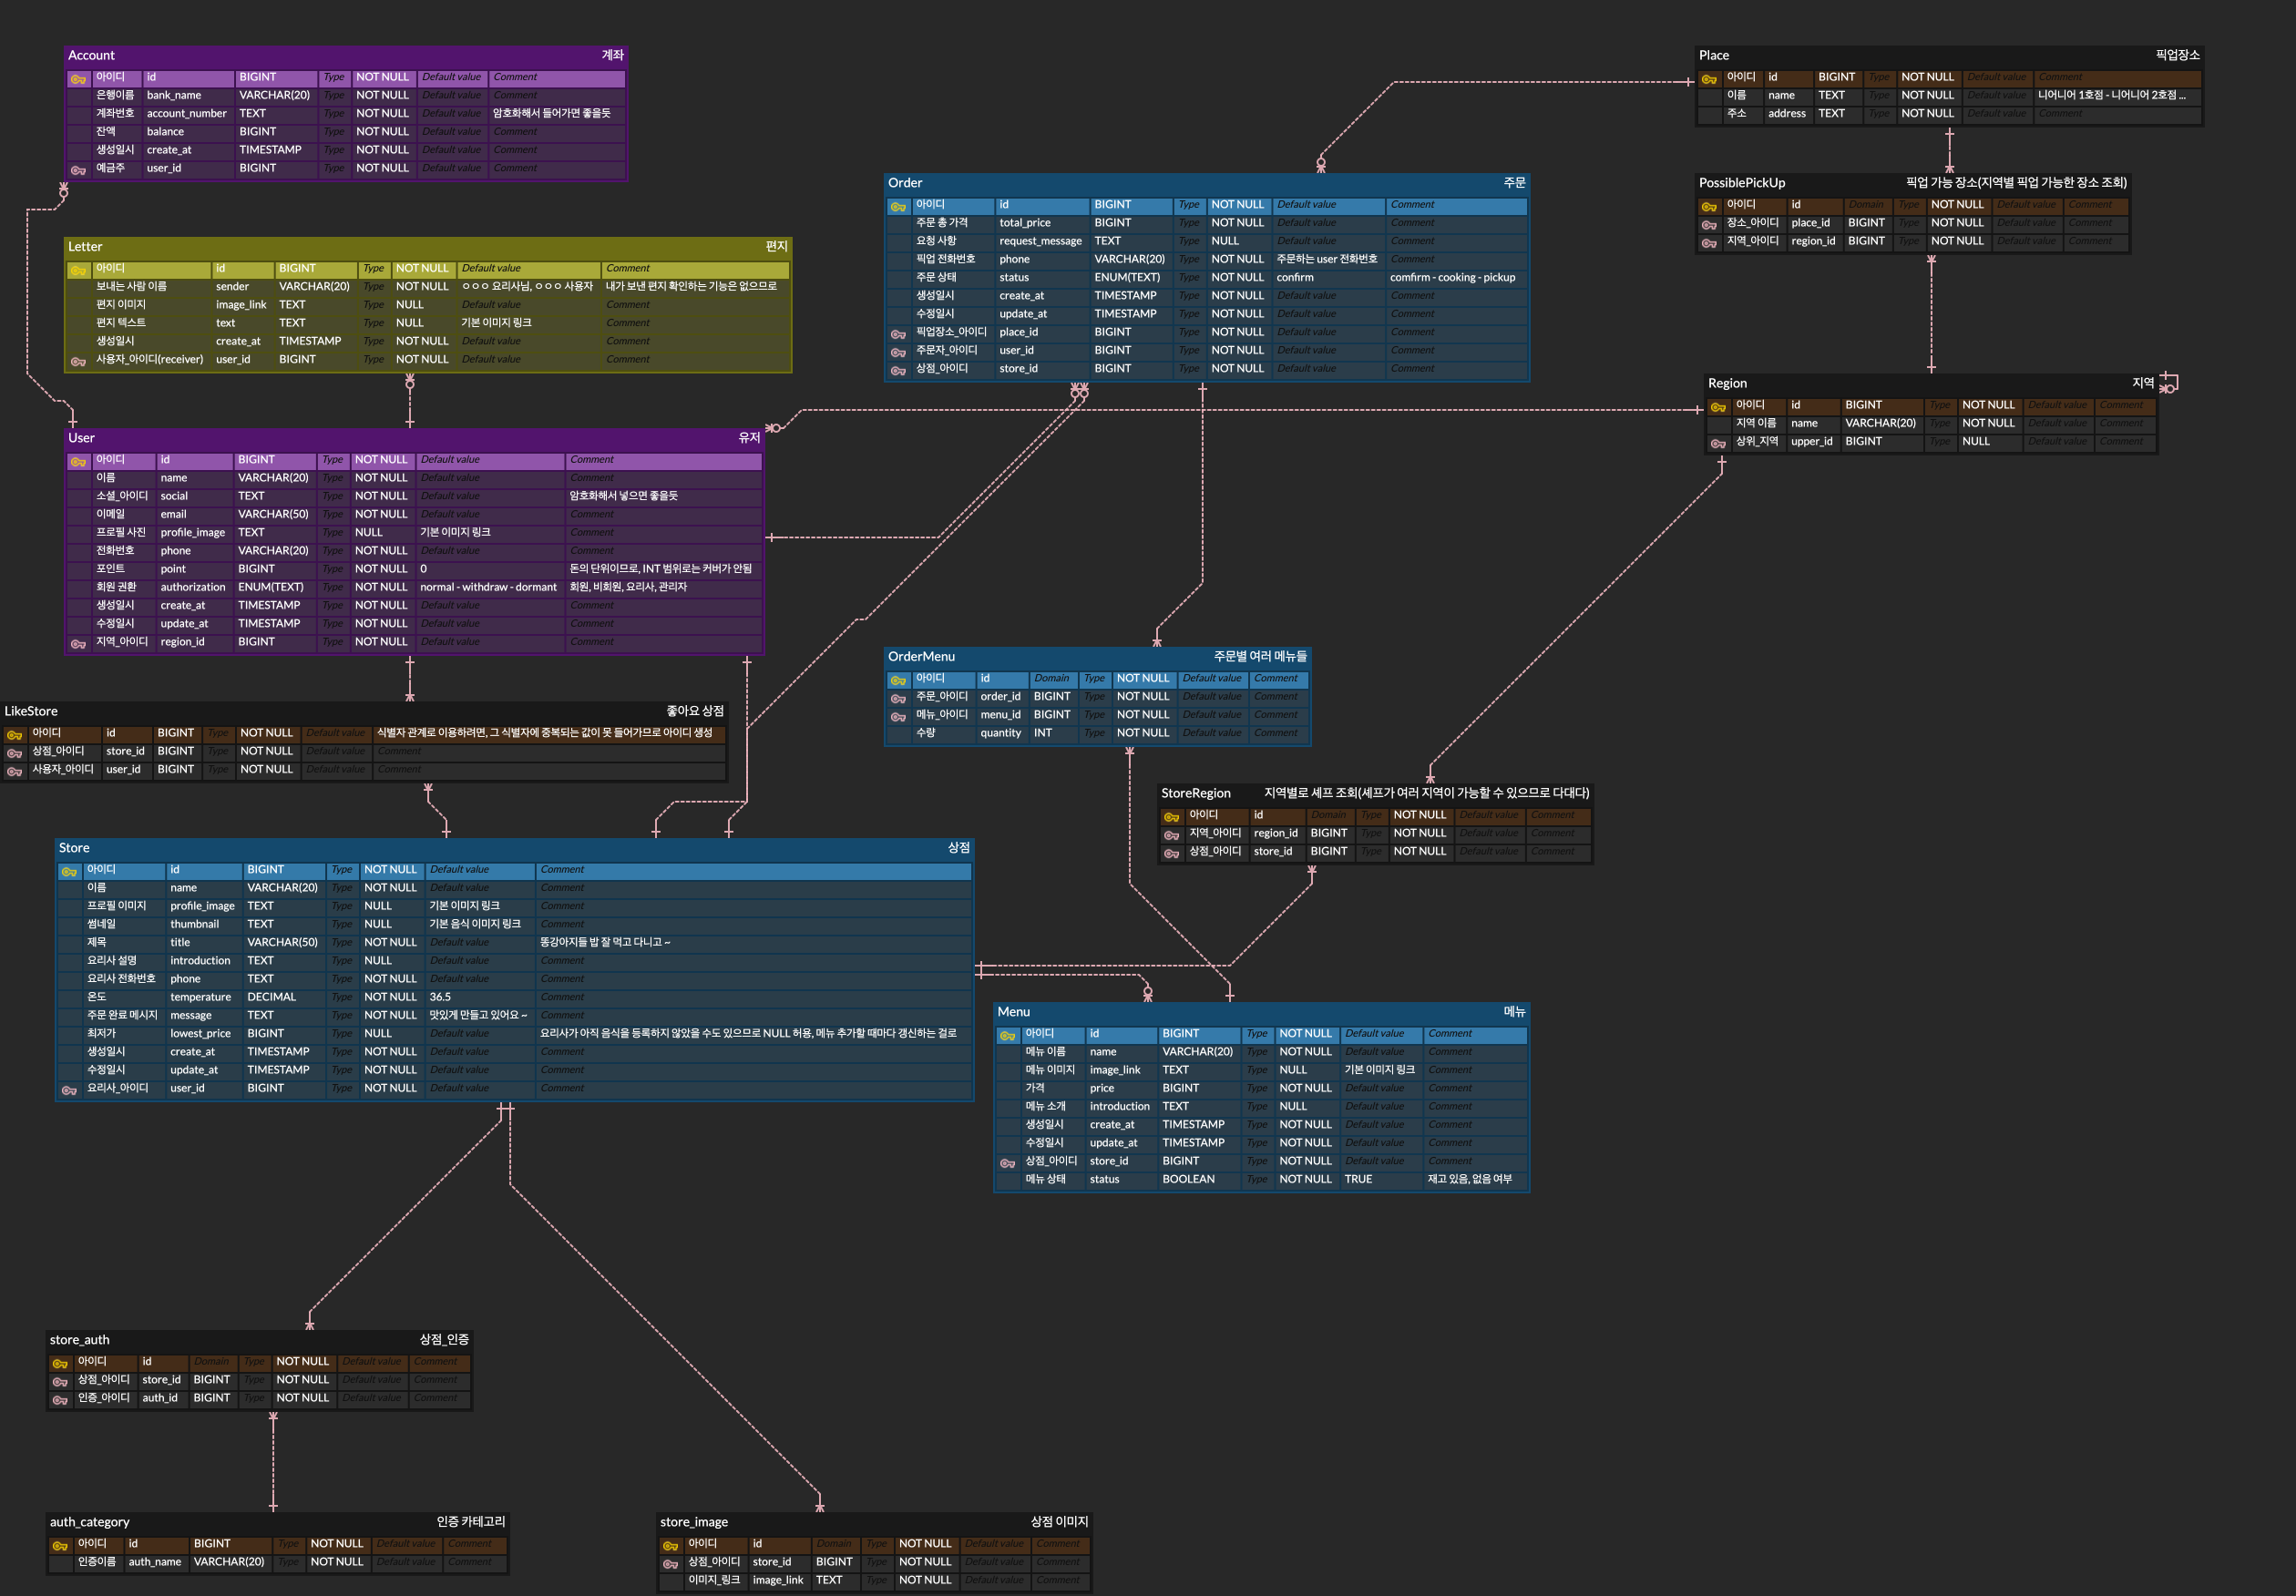 Account 계좌
아이디 id BIGINT Type NOT NULL Default value Comment
은행이름 bank_name VARCHAR(20) Type NOT NULL Default value Comment
계좌번호 account_number TEXT Type NOT NULL Default value 암호화해서 들어가면 좋을듯
잔액 balance BIGINT Type NOT NULL Default value Comment
생성일시 create_at TIMESTAMP Type NOT NULL Default value Comment
예금주 user_id BIGINT Type NOT NULL Default value Comment
Place 픽업장소
아이디 id BIGINT Type NOT NULL Default value Comment
이름 name TEXT Type NOT NULL Default value 니어니어 1호점 - 니어니어 2호점 ...
주소 address TEXT Type NOT NULL Default value Comment
Order 주문
아이디 id BIGINT Type NOT NULL Default value Comment
주문 총 가격 total_price BIGINT Type NOT NULL Default value Comment
요청 사항 request_message TEXT Type NULL Default value Comment
픽업 전화번호 phone VARCHAR(20) Type NOT NULL 주문하는 user 전화번호 Comment
주문 상태 status ENUM(TEXT) Type NOT NULL confirm comfirm - cooking - pickup
생성일시 create_at TIMESTAMP Type NOT NULL Default value Comment
수정일시 update_at TIMESTAMP Type NOT NULL Default value Comment
픽업장소_아이디 place_id BIGINT Type NOT NULL Default value Comment
주문자_아이디 user_id BIGINT Type NOT NULL Default value Comment
상점_아이디 store_id BIGINT Type NOT NULL Default value Comment
PossiblePickUp 픽업 가능 장소(지역별 픽업 가능한 장소 조회)
아이디 id Domain Type NOT NULL Default value Comment
장소_아이디 place_id BIGINT Type NOT NULL Default value Comment
지역_아이디 region_id BIGINT Type NOT NULL Default value Comment
Letter 편지
아이디 id BIGINT Type NOT NULL Default value Comment
보내는 사람 이름 sender VARCHAR(20) Type NOT NULL ㅇㅇㅇ 요리사님, ㅇㅇㅇ 사용자 내가 보낸 편지 확인하는 기능은 없으므로
편지 이미지 image_link TEXT Type NULL Default value Comment
편지 텍스트 text TEXT Type NULL 기본 이미지 링크 Comment
생성일시 create_at TIMESTAMP Type NOT NULL Default value Comment
사용자_아이디(receiver) user_id BIGINT Type NOT NULL Default value Comment
Region 지역
아이디 id BIGINT Type NOT NULL Default value Comment
지역 이름 name VARCHAR(20) Type NOT NULL Default value Comment
상위_지역 upper_id BIGINT Type NULL Default value Comment
User 유저
아이디 id BIGINT Type NOT NULL Default value Comment
이름 name VARCHAR(20) Type NOT NULL Default value Comment
소셜_아이디 social TEXT Type NOT NULL Default value 암호화해서 넣으면 좋을듯
이메일 email VARCHAR(50) Type NOT NULL Default value Comment
프로필 사진 profile_image TEXT Type NULL 기본 이미지 링크 Comment
전화번호 phone VARCHAR(20) Type NOT NULL Default value Comment
포인트 point BIGINT Type NOT NULL 0 돈의 단위이므로, INT 범위로는 커버가 안됨
회원 권환 authorization ENUM(TEXT) Type NOT NULL normal - withdraw - dormant 회원, 비회원, 요리사, 관리자
생성일시 create_at TIMESTAMP Type NOT NULL Default value Comment
수정일시 update_at TIMESTAMP Type NOT NULL Default value Comment
지역_아이디 region_id BIGINT Type NOT NULL Default value Comment
OrderMenu 주문별 여러 메뉴들
아이디 id Domain Type NOT NULL Default value Comment
주문_아이디 order_id BIGINT Type NOT NULL Default value Comment
메뉴_아이디 menu_id BIGINT Type NOT NULL Default value Comment
수량 quantity INT Type NOT NULL Default value Comment
LikeStore 좋아요 상점
아이디 id BIGINT Type NOT NULL Default value 식별자 관계로 이용하려면, 그 식별자에 중복되는 값이 못 들어가므로 아이디 생성
상점_아이디 store_id BIGINT Type NOT NULL Default value Comment
사용자_아이디 user_id BIGINT Type NOT NULL Default value Comment
StoreRegion 지역별로 셰프 조회(셰프가 여러 지역이 가능할 수 있으므로 다대다)
아이디 id Domain Type NOT NULL Default value Comment
지역_아이디 region_id BIGINT Type NOT NULL Default value Comment
상점_아이디 store_id BIGINT Type NOT NULL Default value Comment
Store 상점
아이디 id BIGINT Type NOT NULL Default value Comment
이름 name VARCHAR(20) Type NOT NULL Default value Comment
프로필 이미지 profile_image TEXT Type NULL 기본 이미지 링크 Comment
썸네일 thumbnail TEXT Type NULL 기본 음식 이미지 링크 Comment
제목 title VARCHAR(50) Type NOT NULL Default value 똥강아지들 밥 잘 먹고 다니고 ~
요리사 설명 introduction TEXT Type NULL Default value Comment
요리사 전화번호 phone TEXT Type NOT NULL Default value Comment
온도 temperature DECIMAL Type NOT NULL 36.5 Comment
주문 완료 메시지 message TEXT Type NOT NULL 맛있게 만들고 있어요 ~ Comment
최저가 lowest_price BIGINT Type NULL Default value 요리사가 아직 음식을 등록하지 않았을 수도 있으므로 NULL 허용, 메뉴 추가할 때마다 갱신하는 걸로
생성일시 create_at TIMESTAMP Type NOT NULL Default value Comment
수정일시 update_at TIMESTAMP Type NOT NULL Default value Comment
요리사_아이디 user_id BIGINT Type NOT NULL Default value Comment
Menu 메뉴
아이디 id BIGINT Type NOT NULL Default value Comment
메뉴 이름 name VARCHAR(20) Type NOT NULL Default value Comment
메뉴 이미지 image_link TEXT Type NULL 기본 이미지 링크 Comment
가격 price BIGINT Type NOT NULL Default value Comment
메뉴 소개 introduction TEXT Type NULL Default value Comment
생성일시 create_at TIMESTAMP Type NOT NULL Default value Comment
수정일시 update_at TIMESTAMP Type NOT NULL Default value Comment
상점_아이디 store_id BIGINT Type NOT NULL Default value Comment
메뉴 상태 status BOOLEAN Type NOT NULL TRUE 재고 있음, 없음 여부
store_auth 상점_인증
아이디 id Domain Type NOT NULL Default value Comment
상점_아이디 store_id BIGINT Type NOT NULL Default value Comment
인증_아이디 auth_id BIGINT Type NOT NULL Default value Comment
auth_category 인증 카테고리
아이디 id BIGINT Type NOT NULL Default value Comment
인증이름 auth_name VARCHAR(20) Type NOT NULL Default value Comment
store_image 상점 이미지
아이디 id Domain Type NOT NULL Default value Comment
상점_아이디 store_id BIGINT Type NOT NULL Default value Comment
이미지_링크 image_link TEXT Type NOT NULL Default value Comment